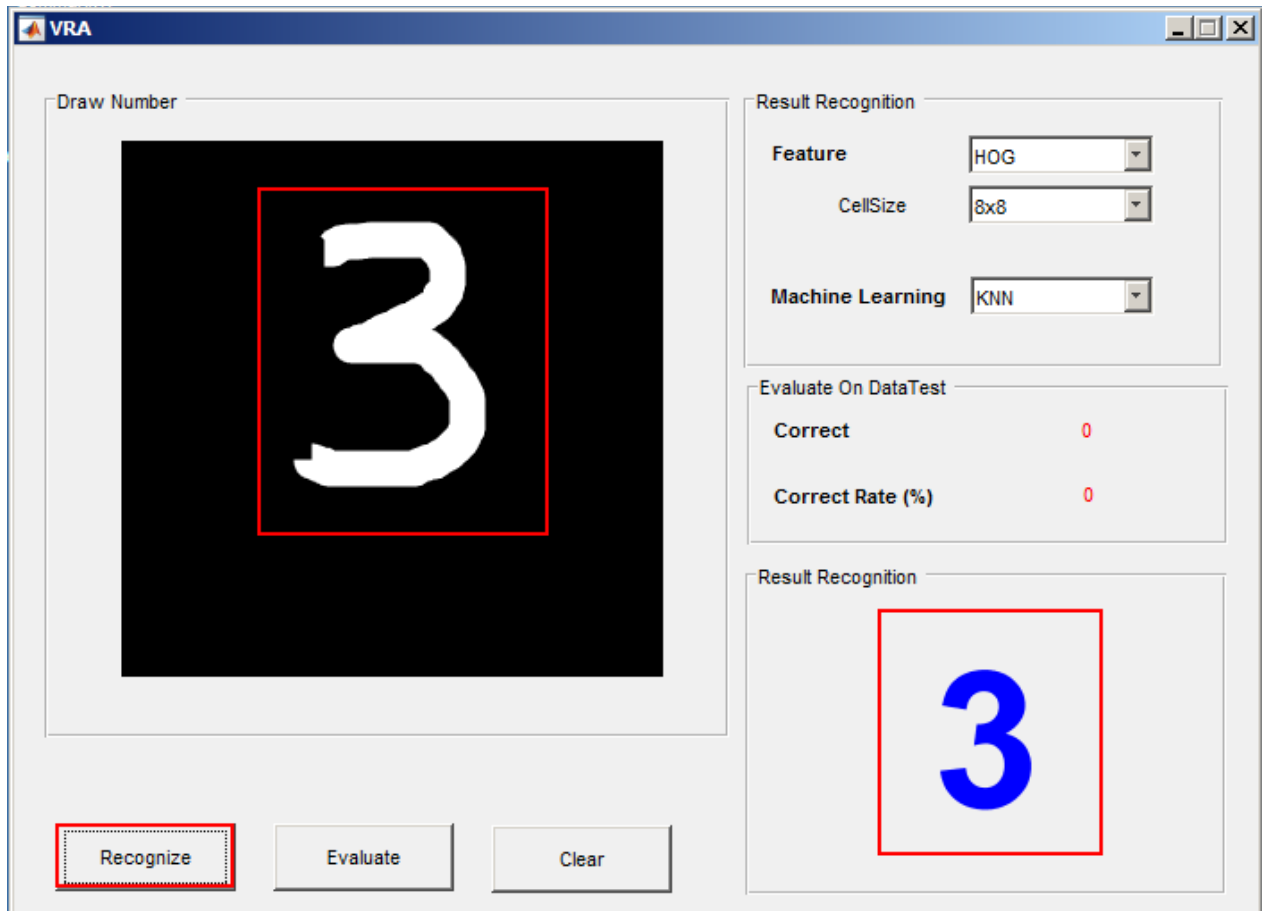 VRA
Draw Number
3
Result Recognition
Feature HOG
CellSize 8x8
Machine Learning KNN
Evaluate On DataTest
Correct 0
Correct Rate (%) 0
Result Recognition
3
Recognize Evaluate Clear